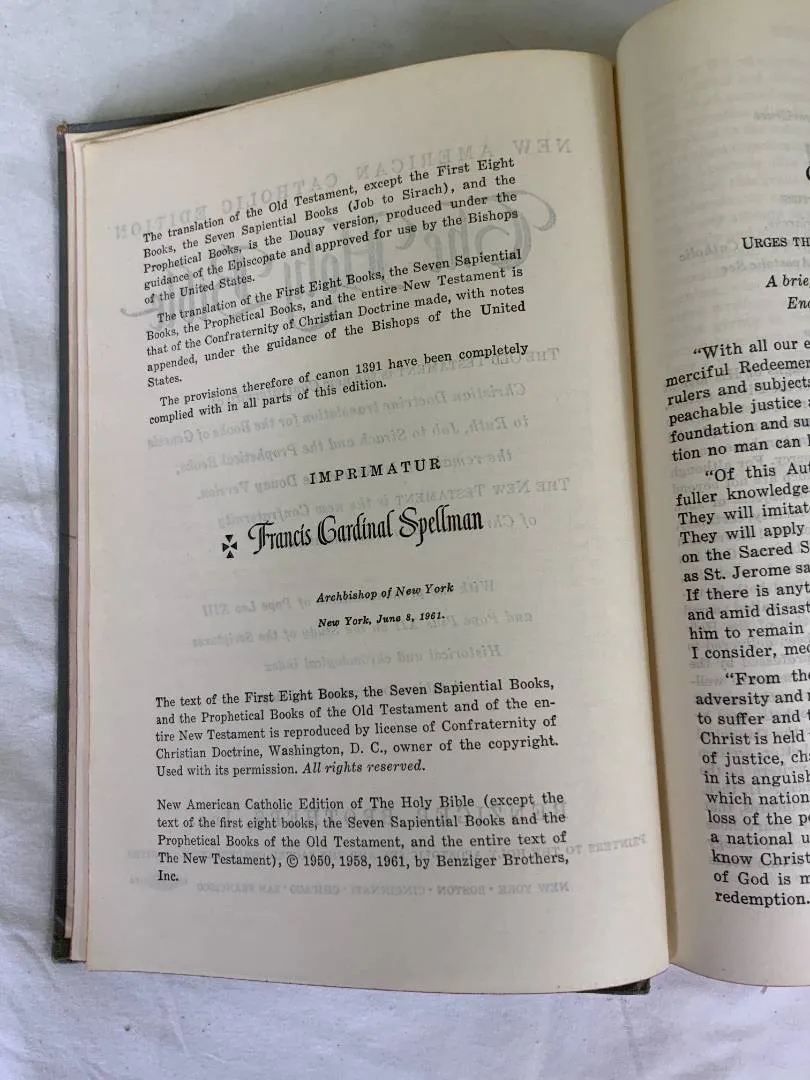 The translation of the Old Testament, except the First Eight
Books, the Seven Sapiential Books (Job to Sirach), and the
Prophetical Books, is the Douay version, produced under the
guidance of the Episcopate and approved for use by the Bishops
of the United States.
The translation of the First Eight Books, the Seven Sapiential
Books, the Prophetical Books, and the entire New Testament is
that of the Confraternity of Christian Doctrine made, with notes
appended, under the guidance of the Bishops of the United
States.
The provisions therefore of canon 1391 have been completely
complied with in all parts of this edition.
IMPRIMATUR
✠ Francis Cardinal Spellman
Archbishop of New York
New York, June 8, 1961.
The text of the First Eight Books, the Seven Sapiential Books,
and the Prophetical Books of the Old Testament and of the en-
tire New Testament is reproduced by license of Confraternity of
Christian Doctrine, Washington, D. C., owner of the copyright.
Used with its permission. All rights reserved.
New American Catholic Edition of The Holy Bible (except the
text of the first eight books, the Seven Sapiential Books and the
Prophetical Books of the Old Testament, and the entire text of
The New Testament), © 1950, 1958, 1961, by Benziger Brothers,
Inc.
URGES TH
A brie
Enc
"With all our e
merciful Redeemer
rulers and subjects
peachable justice a
foundation and su
tion no man can l
"Of this Aut
fuller knowledge
They will imitat
They will apply
on the Sacred S
as St. Jerome sa
If there is anyt
and amid disast
him to remain
I consider, med
"From the
adversity and
to suffer and t
Christ is held
of justice, cha
in its anguish
which nation
loss of the pe
a national u
know Christ
of God is m
redemption.